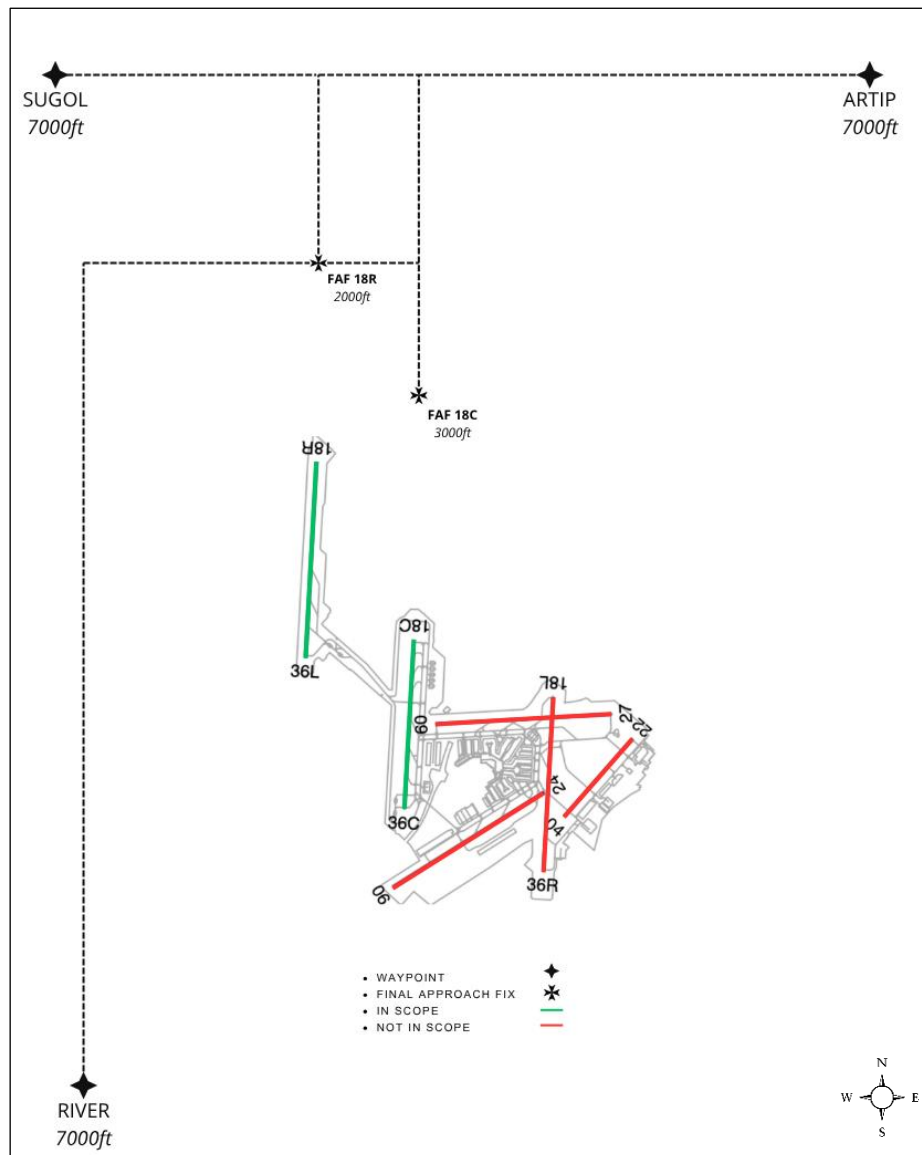 SUGOL
7000ft
ARTIP
7000ft
FAF 18R
2000ft
FAF 18C
3000ft
18R
36L
18C
36C
09
27
18L
36R
22
04
24
06
• WAYPOINT
• FINAL APPROACH FIX
• IN SCOPE
• NOT IN SCOPE
RIVER
7000ft
N
W E
S